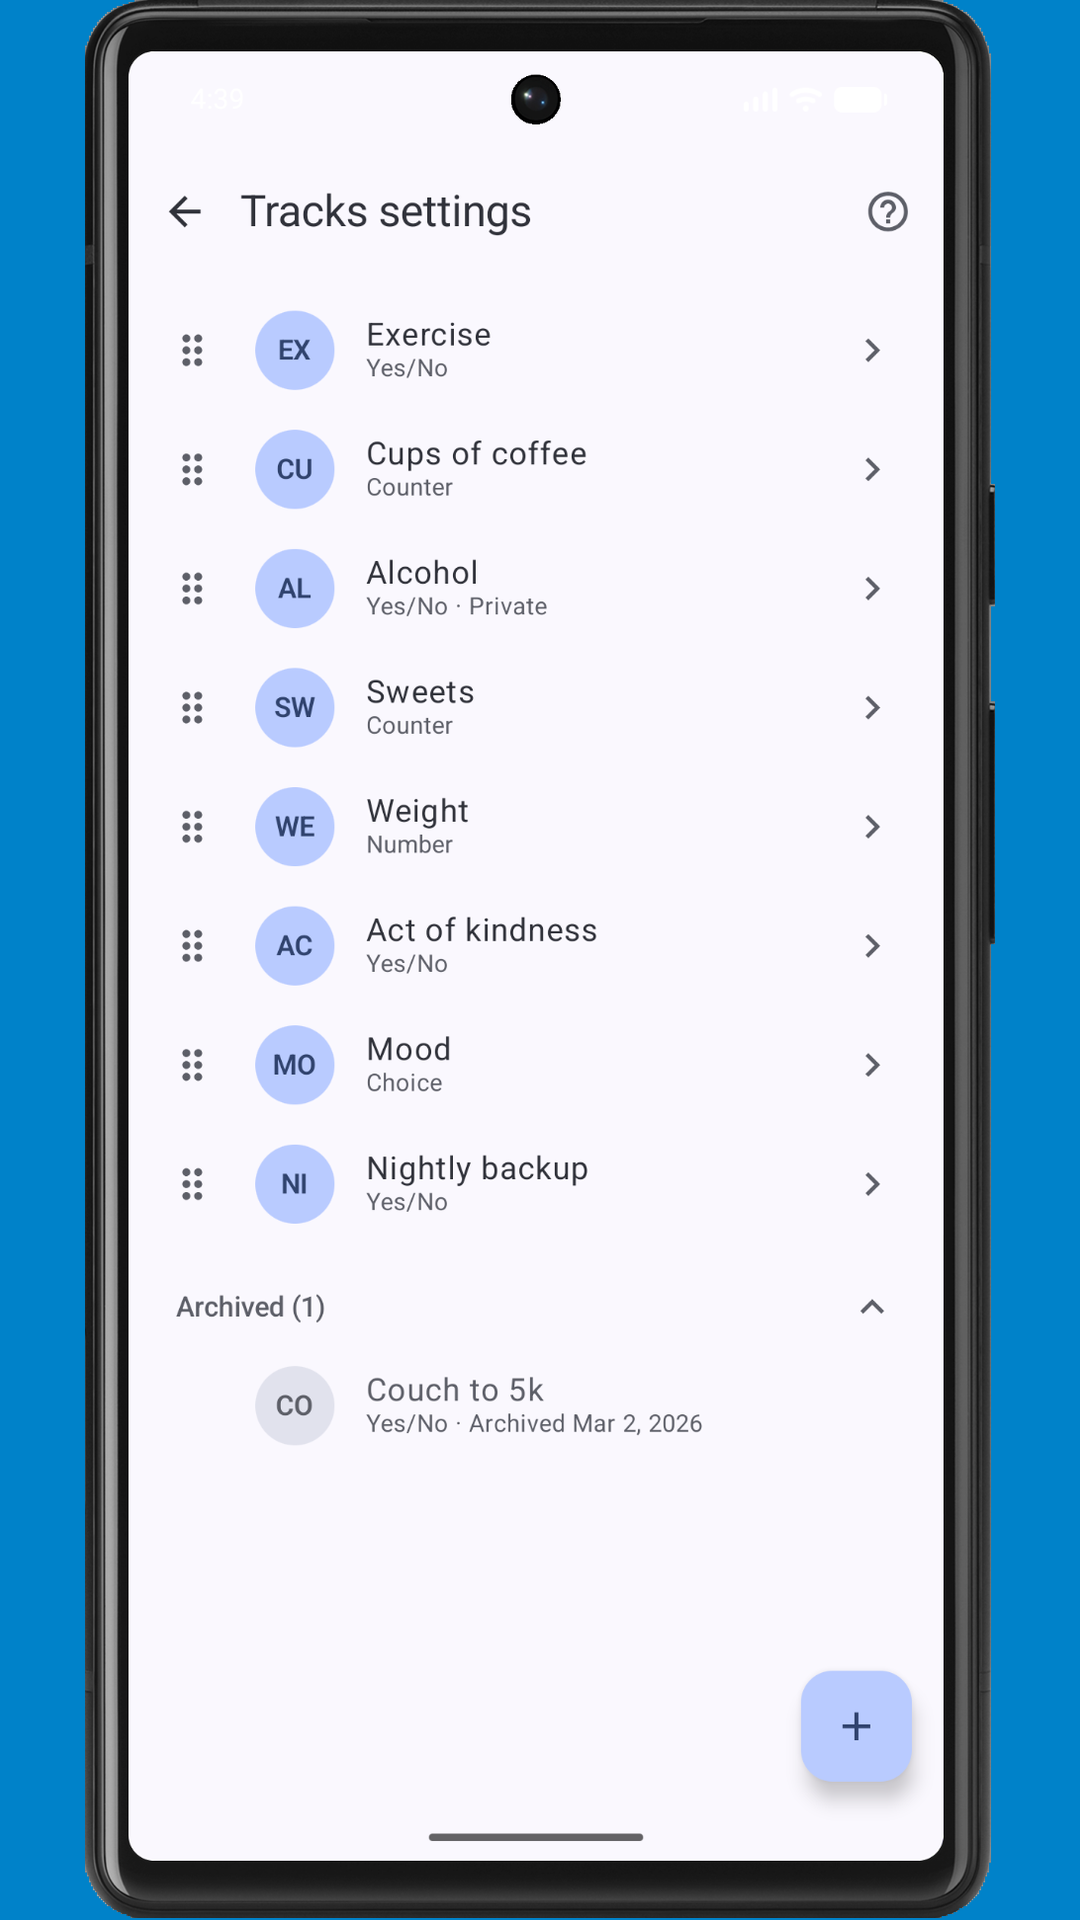 4:39
Tracks settings
EX
Exercise
Yes/No
CU
Cups of coffee
Counter
AL
Alcohol
Yes/No · Private
SW
Sweets
Counter
WE
Weight
Number
AC
Act of kindness
Yes/No
MO
Mood
Choice
NI
Nightly backup
Yes/No
Archived (1)
CO
Couch to 5k
Yes/No · Archived Mar 2, 2026